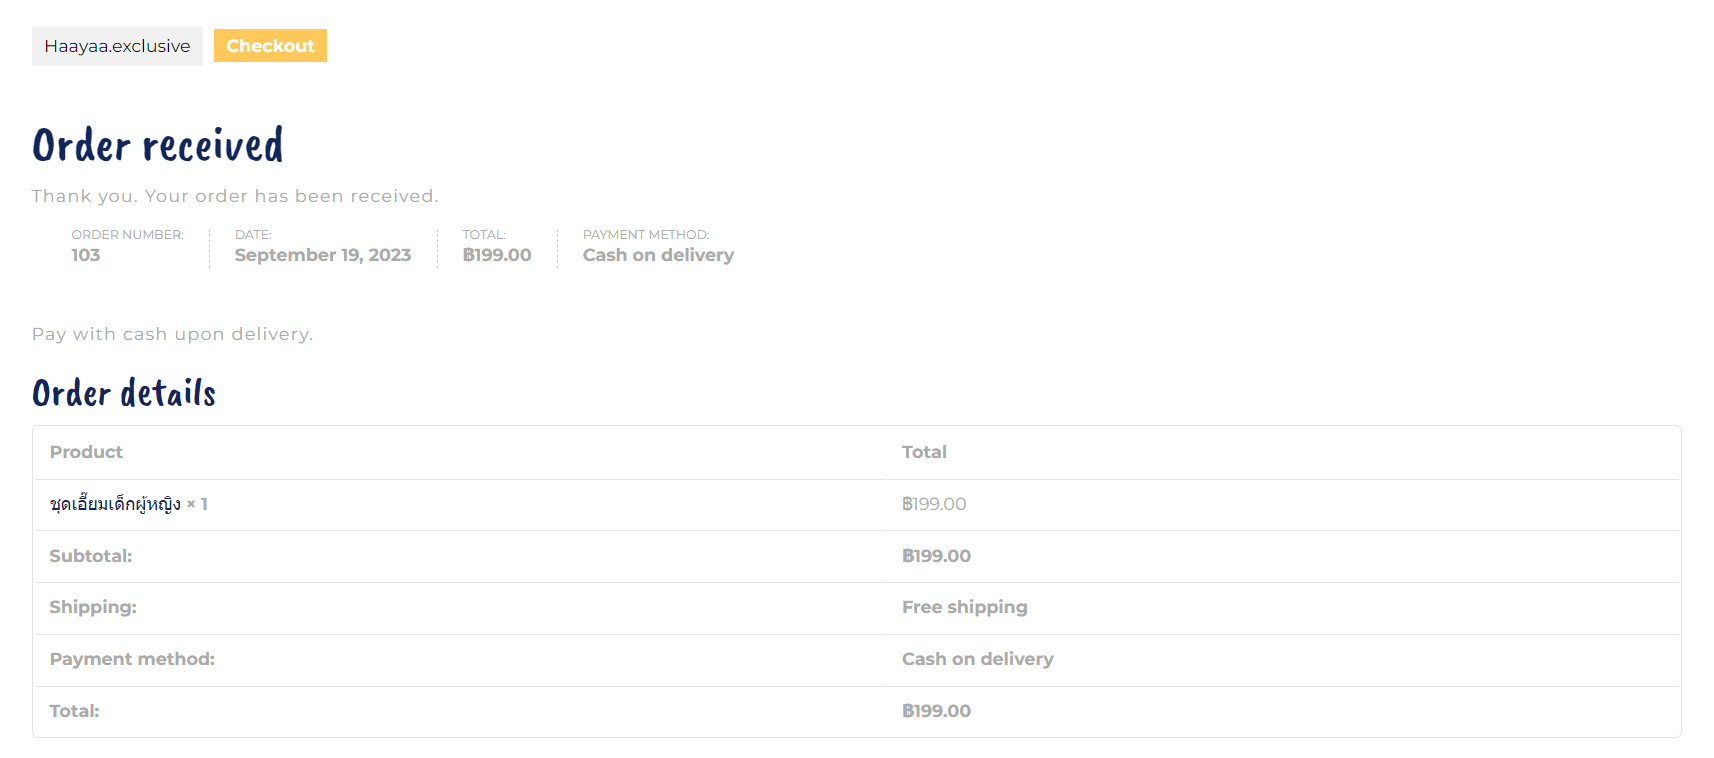 Haayaa.exclusive Checkout
Order received
Thank you. Your order has been received.
ORDER NUMBER: DATE: TOTAL: PAYMENT METHOD:
103 September 19, 2023 ฿199.00 Cash on delivery
Pay with cash upon delivery.
Order details
Product Total
ชุดเอี๊ยมเด็กผู้หญิง × 1 ฿199.00
Subtotal: ฿199.00
Shipping: Free shipping
Payment method: Cash on delivery
Total: ฿199.00